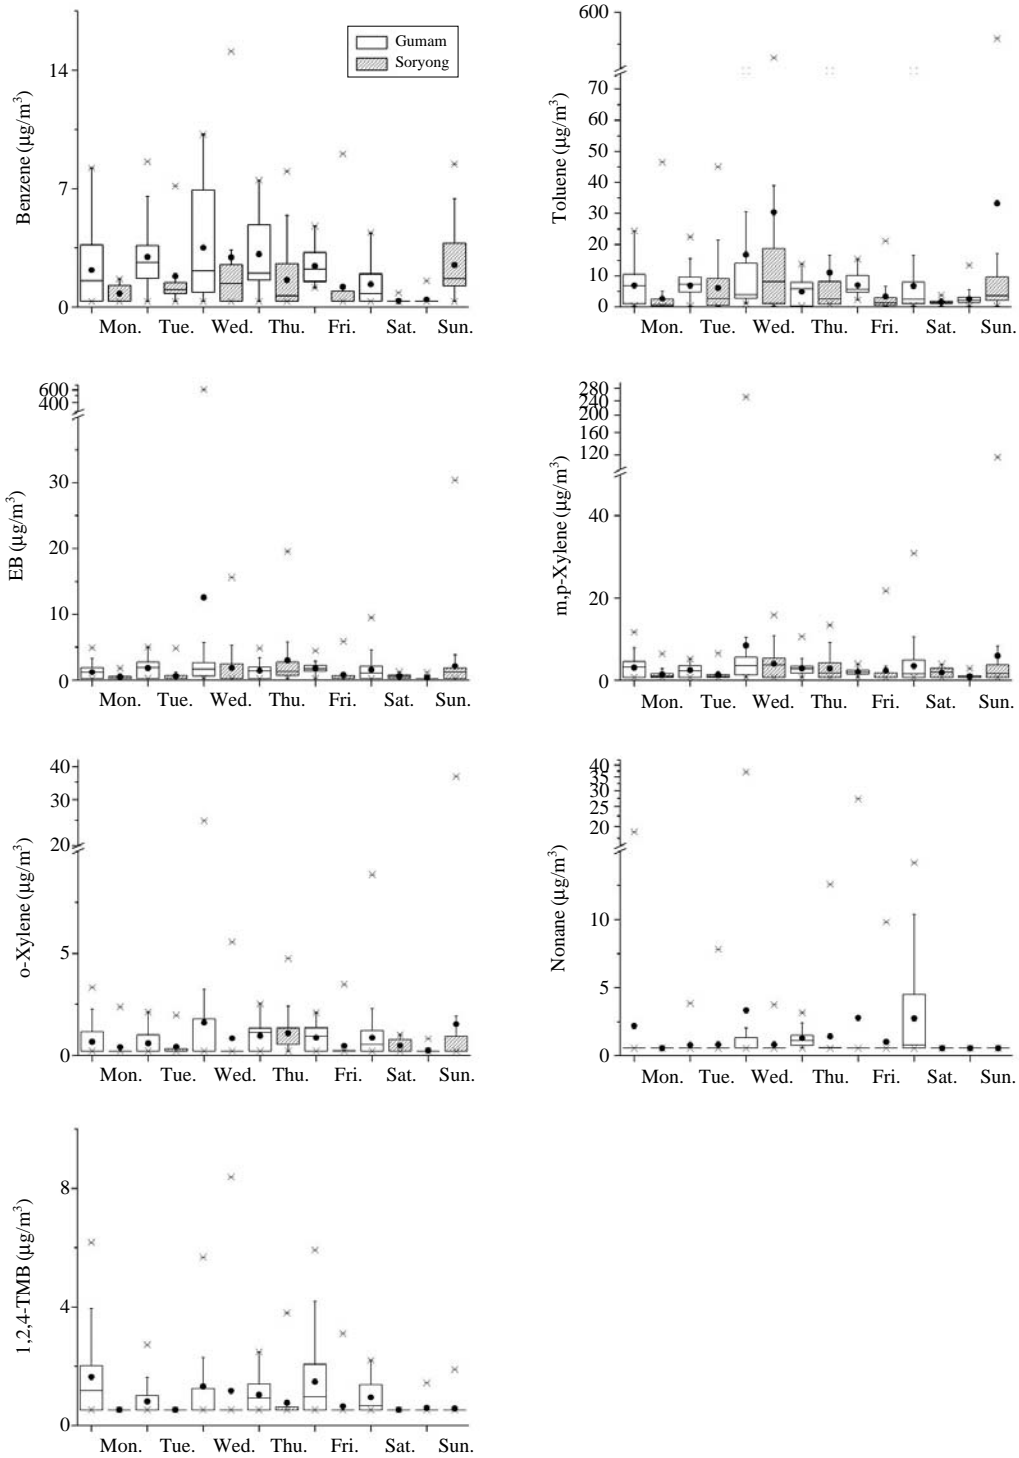 Benzene (µg/m³)
14
7
0
Gumam
Soryong
Mon. Tue. Wed. Thu. Fri. Sat. Sun.
Toluene (µg/m³)
600
70
60
50
40
30
20
10
0
Mon. Tue. Wed. Thu. Fri. Sat. Sun.
EB (µg/m³)
600
400
30
20
10
0
Mon. Tue. Wed. Thu. Fri. Sat. Sun.
m,p-Xylene (µg/m³)
280
240
200
160
120
40
20
0
Mon. Tue. Wed. Thu. Fri. Sat. Sun.
o-Xylene (µg/m³)
40
30
20
5
0
Mon. Tue. Wed. Thu. Fri. Sat. Sun.
Nonane (µg/m³)
40
35
30
25
20
10
5
0
Mon. Tue. Wed. Thu. Fri. Sat. Sun.
1,2,4-TMB (µg/m³)
8
4
0
Mon. Tue. Wed. Thu. Fri. Sat. Sun.